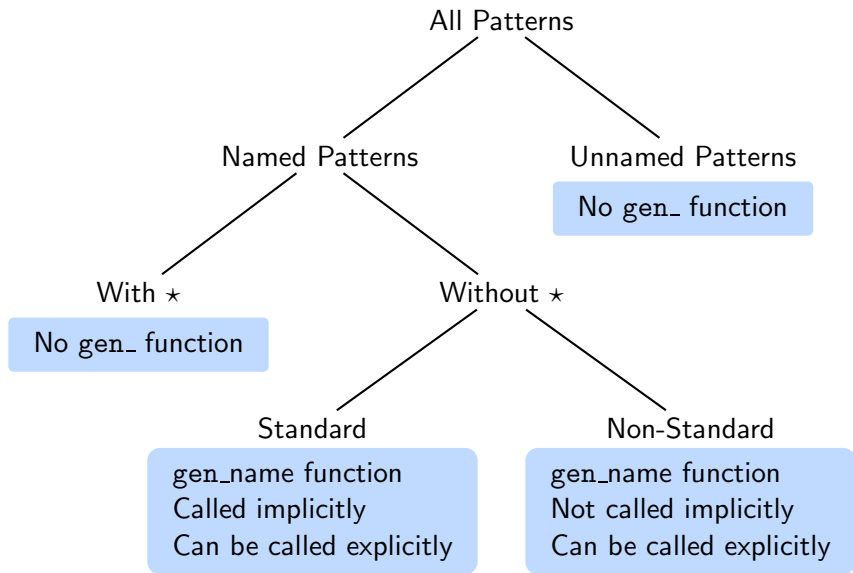 All Patterns
Named Patterns
Unnamed Patterns
No gen_ function
With ⋆
Without ⋆
No gen_ function
Standard
Non-Standard
gen_name function
Called implicitly
Can be called explicitly
gen_name function
Not called implicitly
Can be called explicitly